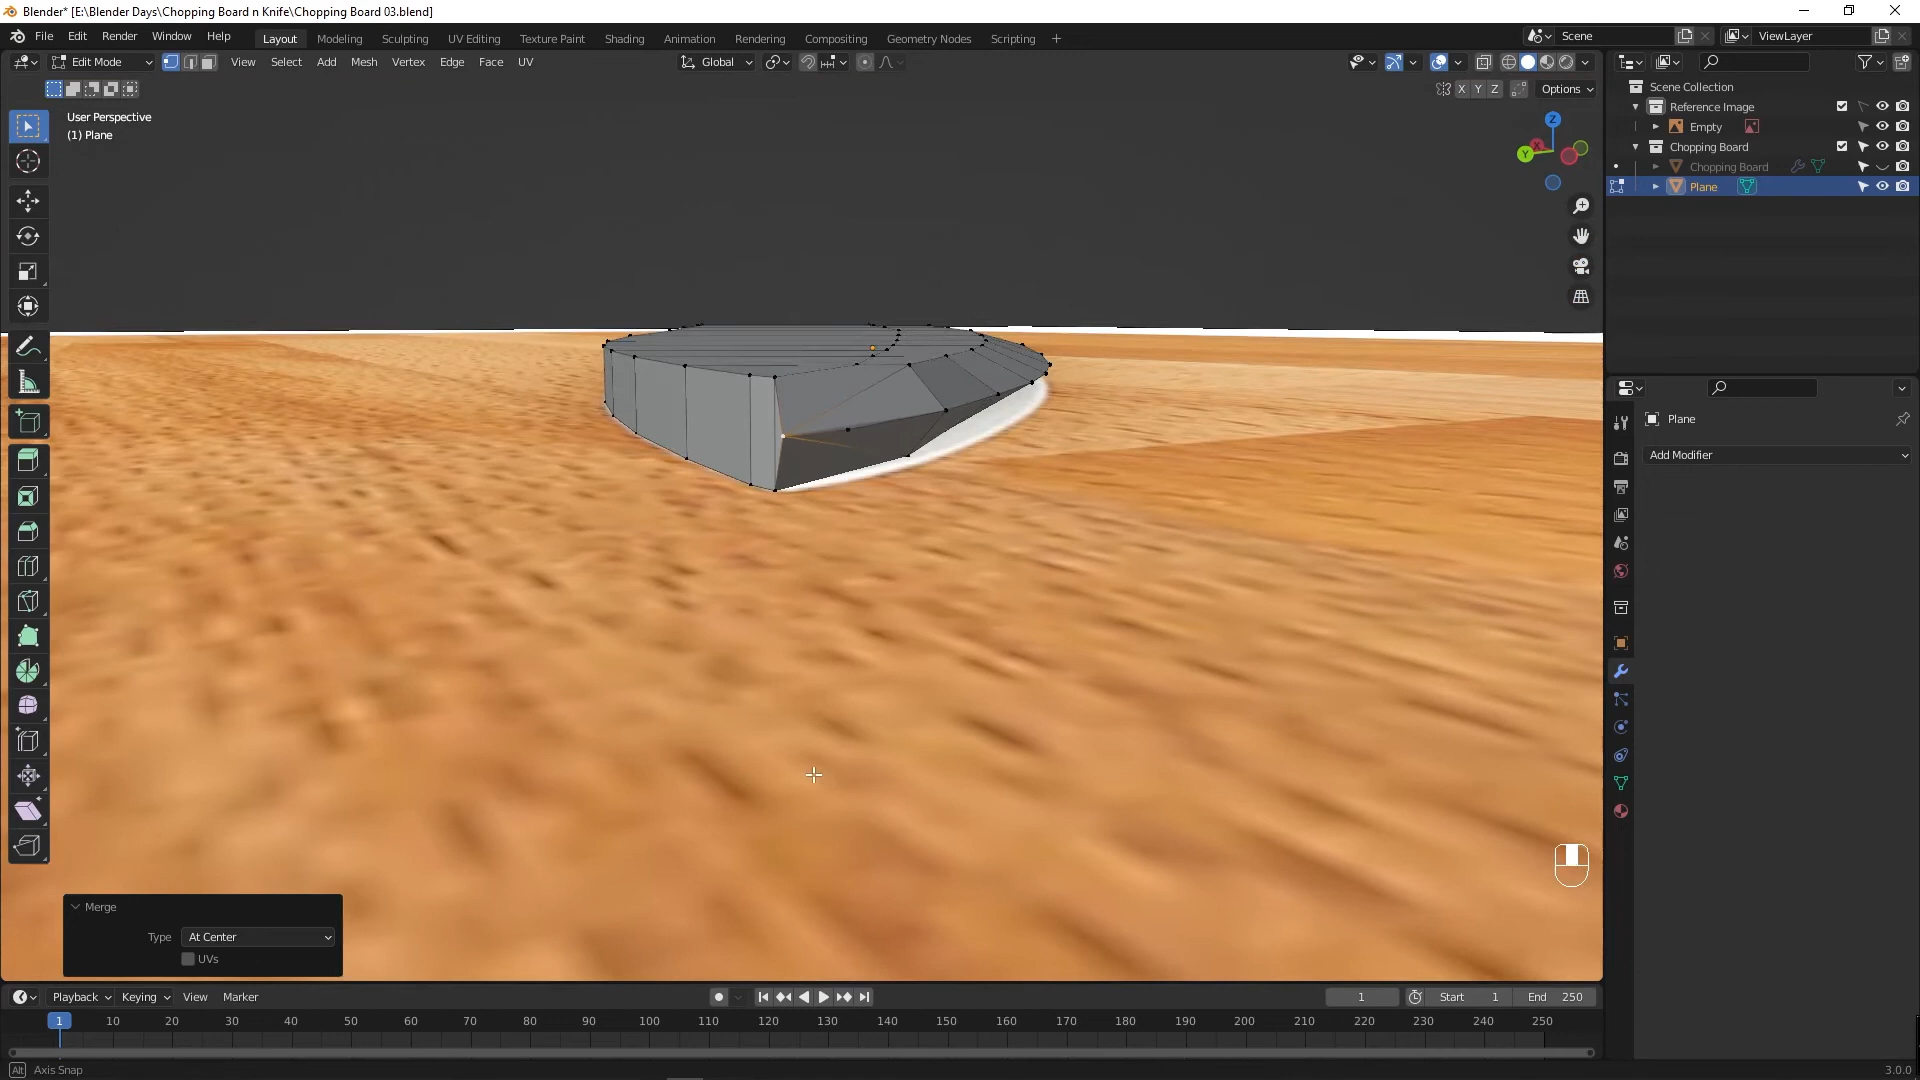 Blender* [E:\Blender Days\Chopping Board n Knife\Chopping Board 03.blend]
File Edit Render Window Help Layout Modeling Sculpting UV Editing Texture Paint Shading Animation Rendering Compositing Geometry Nodes Scripting + Scene ViewLayer
Edit Mode View Select Add Mesh Vertex Edge Face UV Global
X Y Z Options
User Perspective
(1) Plane
Z
X
Y
Scene Collection
Reference Image
Empty
Chopping Board
Chopping Board
Plane
Plane
Add Modifier
Merge
Type At Center
UVs
Playback Keying View Marker 1 Start 1 End 250
1 10 20 30 40 50 60 70 80 90 100 110 120 130 140 150 160 170 180 190 200 210 220 230 240 250
Alt Axis Snap 3.0.0